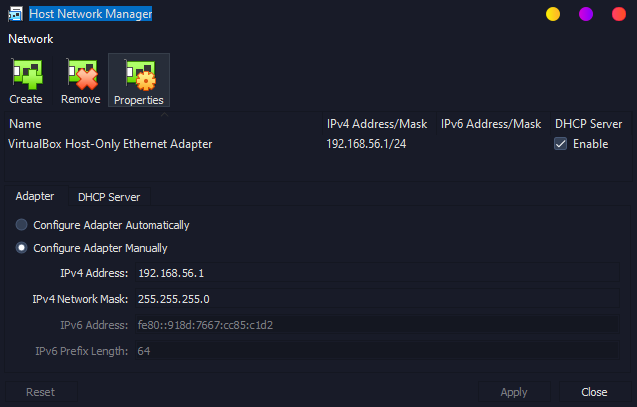 Host Network Manager
Network
Create Remove Properties
Name IPv4 Address/Mask IPv6 Address/Mask DHCP Server
VirtualBox Host-Only Ethernet Adapter 192.168.56.1/24 Enable
Adapter DHCP Server
Configure Adapter Automatically
Configure Adapter Manually
IPv4 Address: 192.168.56.1
IPv4 Network Mask: 255.255.255.0
IPv6 Address: fe80::918d:7667:cc85:c1d2
IPv6 Prefix Length: 64
Reset Apply Close